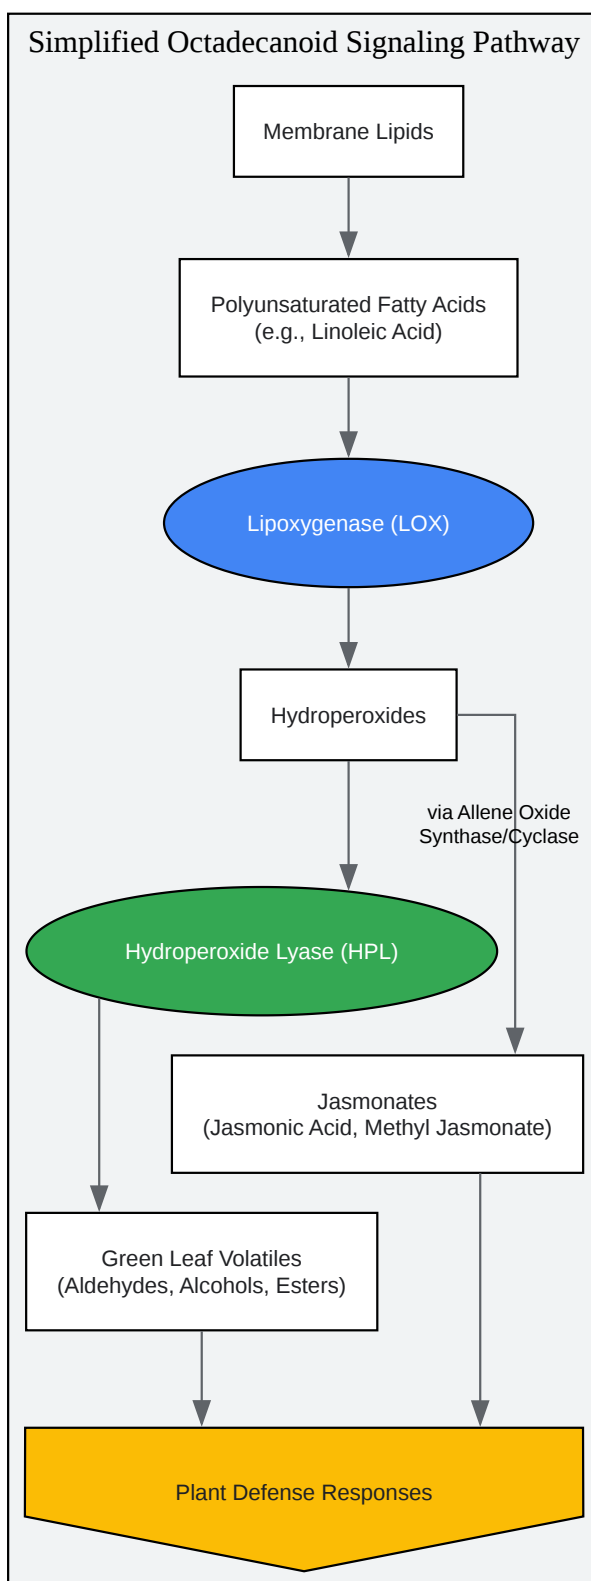 Simplified Octadecanoid Signaling Pathway
Membrane Lipids
Polyunsaturated Fatty Acids
(e.g., Linoleic Acid)
Lipoxygenase (LOX)
Hydroperoxides
via Allene Oxide
Synthase/Cyclase
Hydroperoxide Lyase (HPL)
Jasmonates
(Jasmonic Acid, Methyl Jasmonate)
Green Leaf Volatiles
(Aldehydes, Alcohols, Esters)
Plant Defense Responses